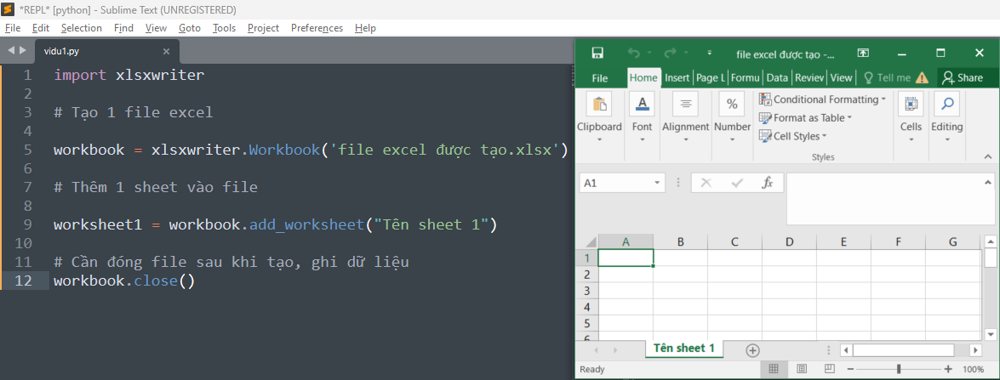 *REPL* [python] - Sublime Text (UNREGISTERED)
File Edit Selection Find View Goto Tools Project Preferences Help
vidu1.py ×
1 import xlsxwriter
2
3 # Tạo 1 file excel
4
5 workbook = xlsxwriter.Workbook('file excel được tạo.xlsx')
6
7 # Thêm 1 sheet vào file
8
9 worksheet1 = workbook.add_worksheet("Tên sheet 1")
10
11 # Cần đóng file sau khi tạo, ghi dữ liệu
12 workbook.close()
file excel được tạo -...
File Home Insert Page L Formu Data Reviev View Tell me Share
Clipboard Font Alignment Number
%
Conditional Formatting
Format as Table
Cell Styles
Styles
Cells Editing
A1 fx
A B C D E F G
1
2
3
4
5
6
Tên sheet 1
Ready 100%